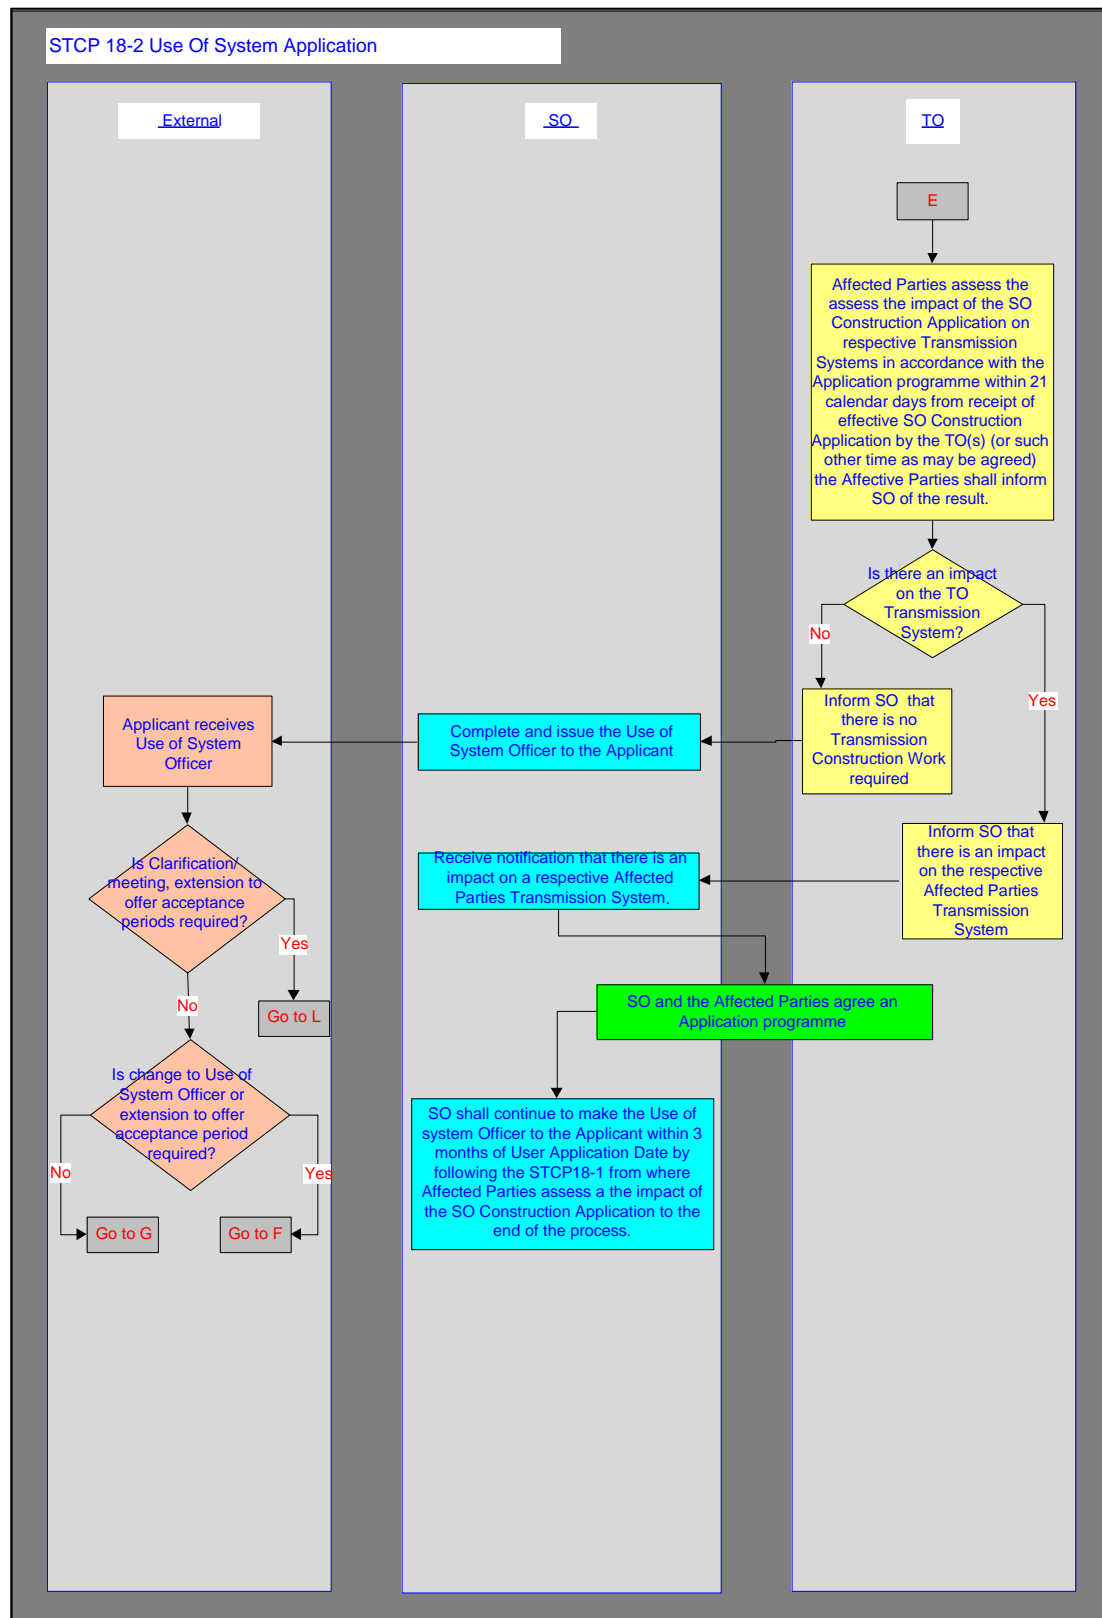 STCP 18-2 Use Of System Application
External
SO
TO
E
Affected Parties assess the
assess the impact of the SO
Construction Application on
respective Transmission
Systems in accordance with the
Application programme within 21
calendar days from receipt of
effective SO Construction
Application by the TO(s) (or such
other time as may be agreed)
the Affective Parties shall inform
SO of the result.
Is there an impact
on the TO
Transmission
System?
No
Yes
Inform SO that
there is no
Transmission
Construction Work
required
Complete and issue the Use of
System Officer to the Applicant
Applicant receives
Use of System
Officer
Inform SO that
there is an impact
on the respective
Affected Parties
Transmission
System
Receive notification that there is an
impact on a respective Affected
Parties Transmission System.
Is Clarification/
meeting, extension to
offer acceptance
periods required?
Yes
No
Go to L
SO and the Affected Parties agree an
Application programme
Is change to Use of
System Officer or
extension to offer
acceptance period
required?
No
Yes
Go to G
Go to F
SO shall continue to make the Use of
system Officer to the Applicant within 3
months of User Application Date by
following the STCP18-1 from where
Affected Parties assess a the impact of
the SO Construction Application to the
end of the process.